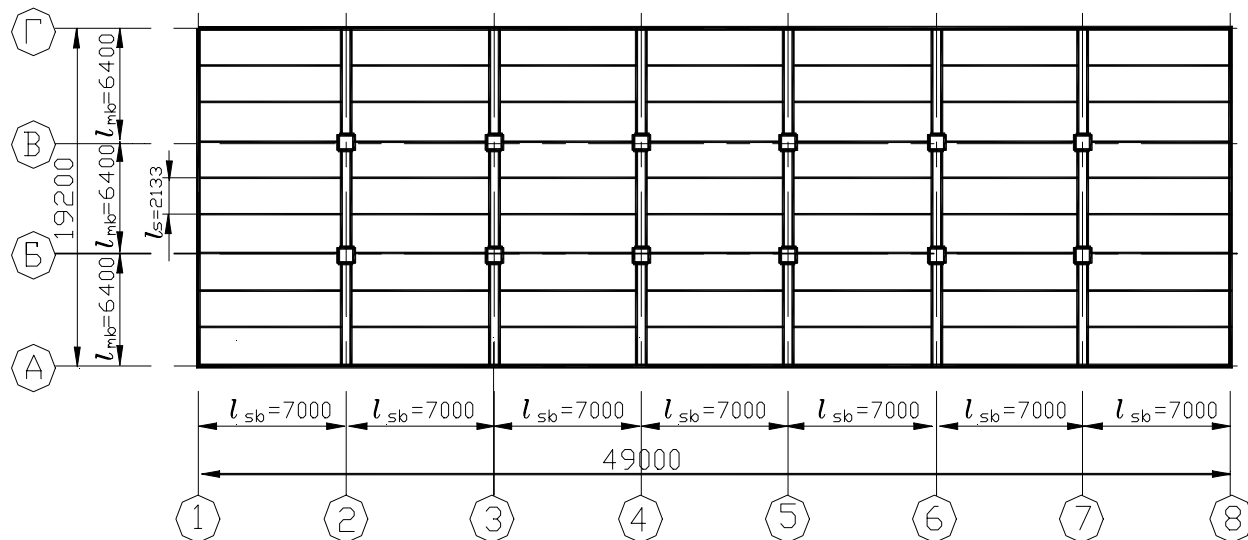 Г
l mb=6400
В
l mb=6400
19200
l s=2133
Б
l mb=6400
А
l sb=7000 l sb=7000 l sb=7000 l sb=7000 l sb=7000 l sb=7000 l sb=7000
49000
1 2 3 4 5 6 7 8